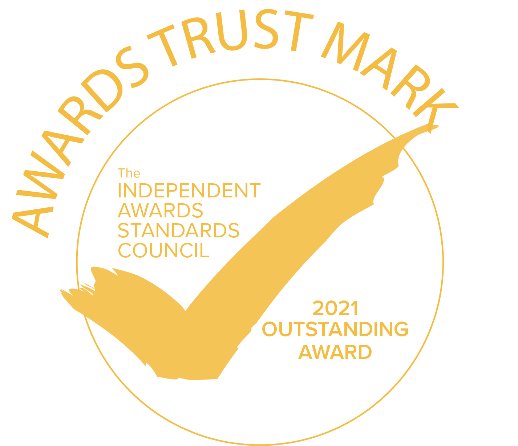 AWARDS TRUST MARK
The
INDEPENDENT
AWARDS
STANDARDS
COUNCIL
2021
OUTSTANDING
AWARD